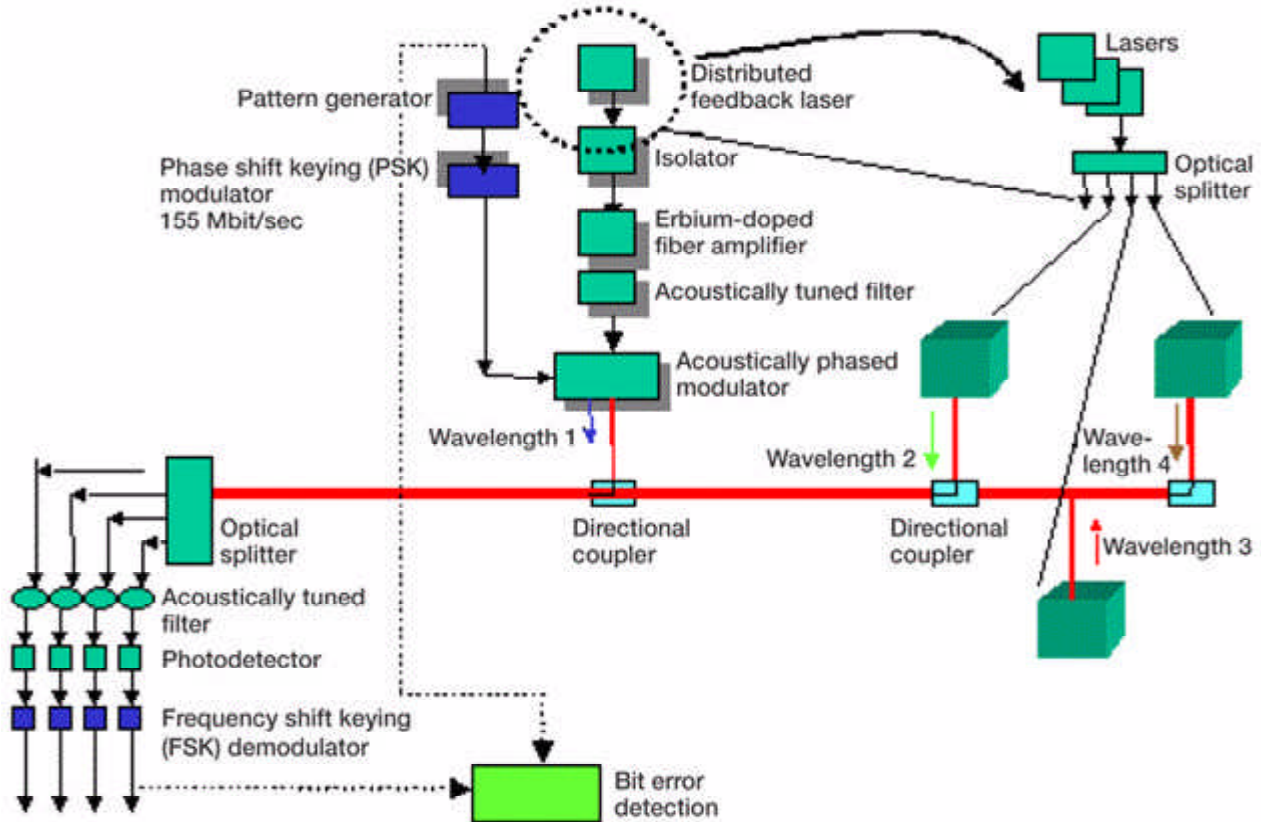 Lasers
Distributed
feedback laser
Pattern generator
Isolator
Optical
splitter
Phase shift keying (PSK)
modulator
155 Mbit/sec
Erbium-doped
fiber amplifier
Acoustically tuned filter
Acoustically phased
modulator
Wavelength 1
Wavelength 2
Wave-
length 4
Optical
splitter
Directional
coupler
Directional
coupler
Wavelength 3
Acoustically tuned
filter
Photodetector
Frequency shift keying
(FSK) demodulator
Bit error
detection